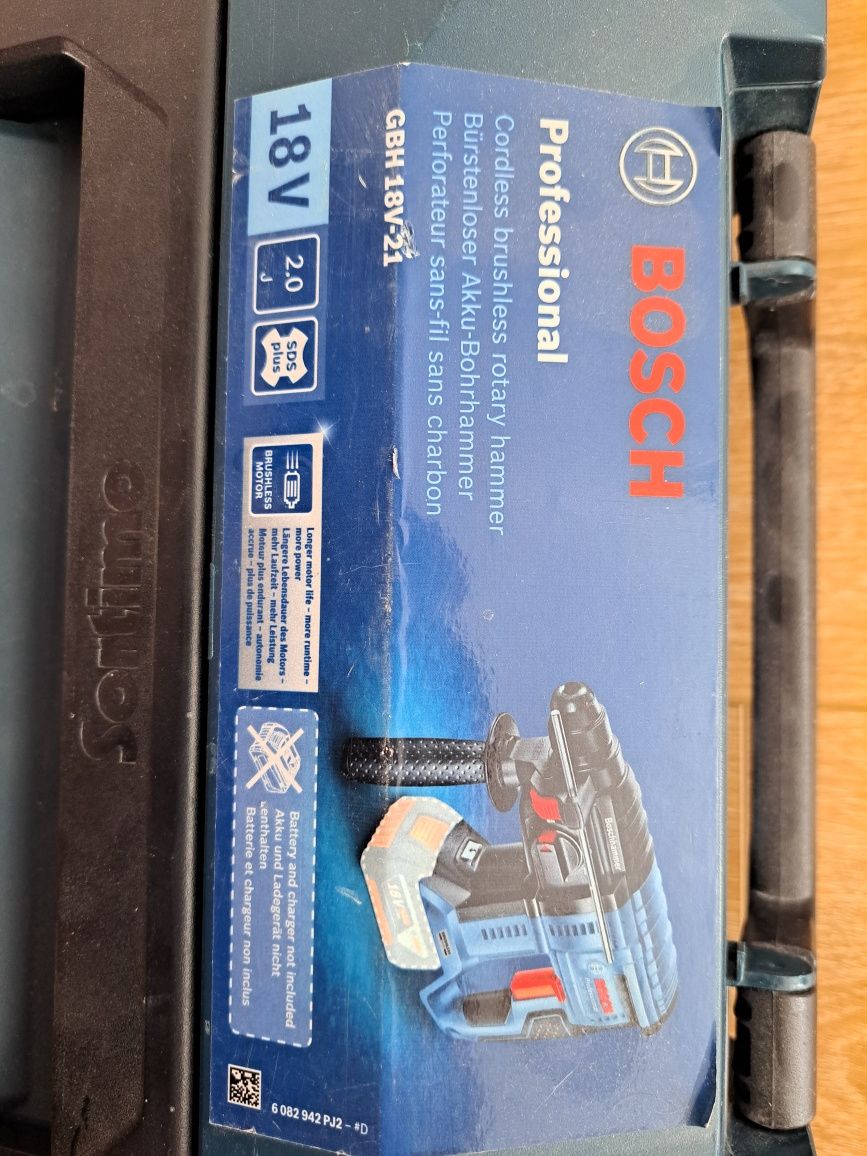 BOSCH
Professional
Cordless brushless rotary hammer
Bürstenloser Akku-Bohrhammer
Perforateur sans-fil sans charbon
GBH 18V-21
18V
2.0
J
SDS
plus
BRUSHLESS
MOTOR
Longer motor life – more runtime –
more power
Längere Lebensdauer des Motors –
mehr Laufzeit – mehr Leistung
Moteur plus endurant – autonomie
accrue – plus de puissance
Boschhammer
BOSCH
18V
Battery and charger not included
Akku und Ladegerät nicht
enthalten
Batterie et chargeur non inclus
6 082 942 PJ2 – #D
Sortimo